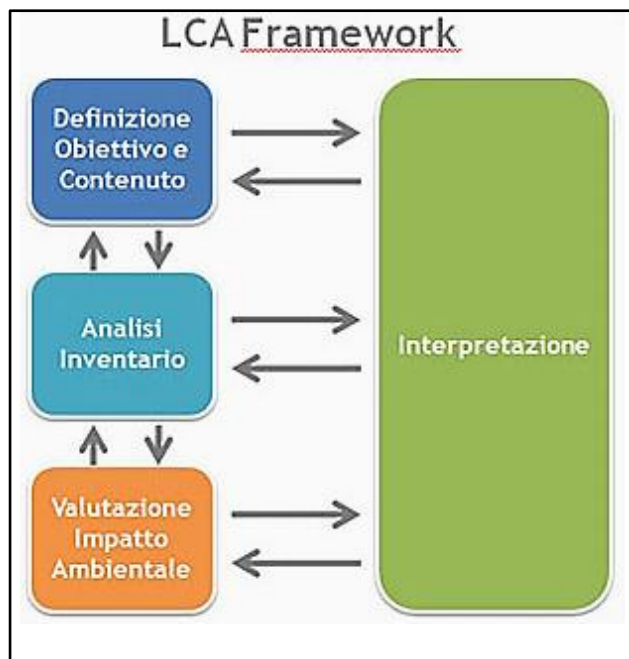 LCA Framework
Definizione
Obiettivo e
Contenuto
Analisi
Inventario
Interpretazione
Valutazione
Impatto
Ambientale